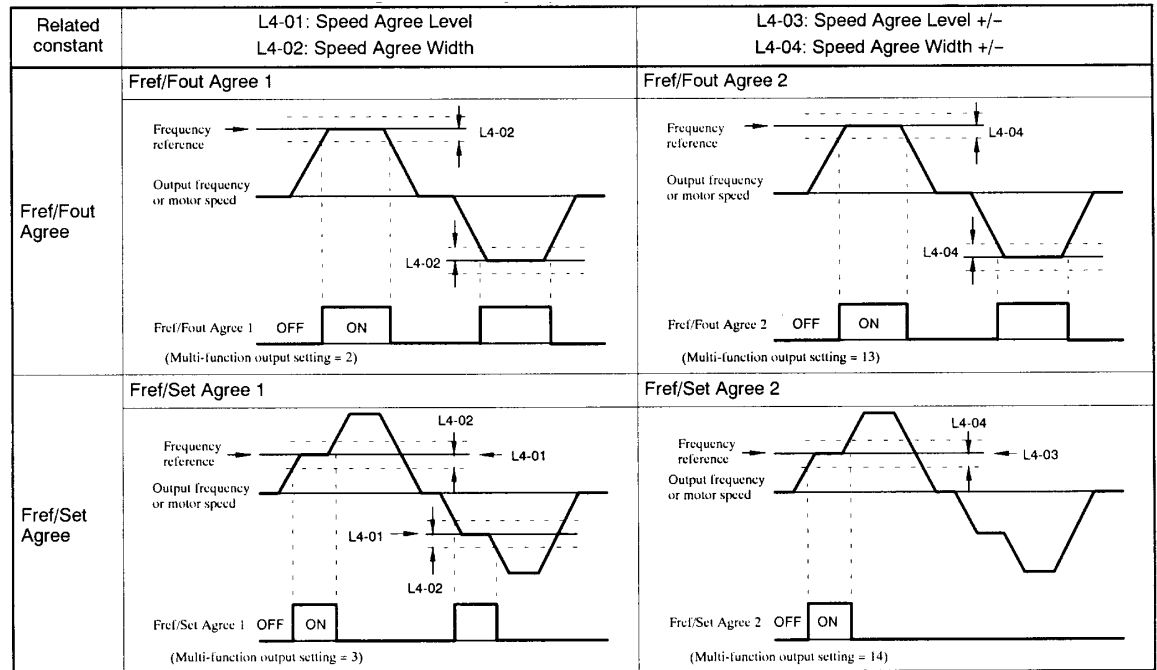 Related
constant
L4-01: Speed Agree Level
L4-02: Speed Agree Width
L4-03: Speed Agree Level +/−
L4-04: Speed Agree Width +/−
Fref/Fout
Agree
Fref/Fout Agree 1
Frequency
reference
L4-02
Output frequency
or motor speed
L4-02
Fref/Fout Agree 1 OFF ON
(Multi-function output setting = 2)
Fref/Fout Agree 2
Frequency
reference
L4-04
Output frequency
or motor speed
L4-04
Fref/Fout Agree 2 OFF ON
(Multi-function output setting = 13)
Fref/Set
Agree
Fref/Set Agree 1
L4-02
Frequency
reference
L4-01
Output frequency
or motor speed
L4-01
L4-02
Fref/Set Agree 1 OFF ON
(Multi-function output setting = 3)
Fref/Set Agree 2
L4-04
Frequency
reference
L4-03
Output frequency
or motor speed
Fref/Set Agree 2 OFF ON
(Multi-function output setting = 14)